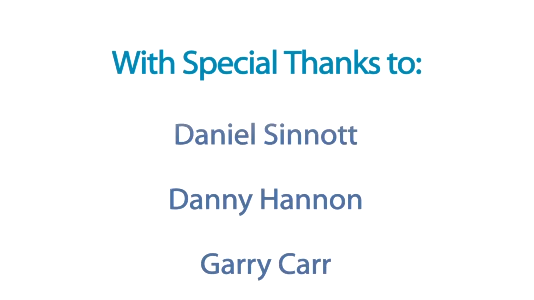 With Special Thanks to:
Daniel Sinnott
Danny Hannon
Garry Carr